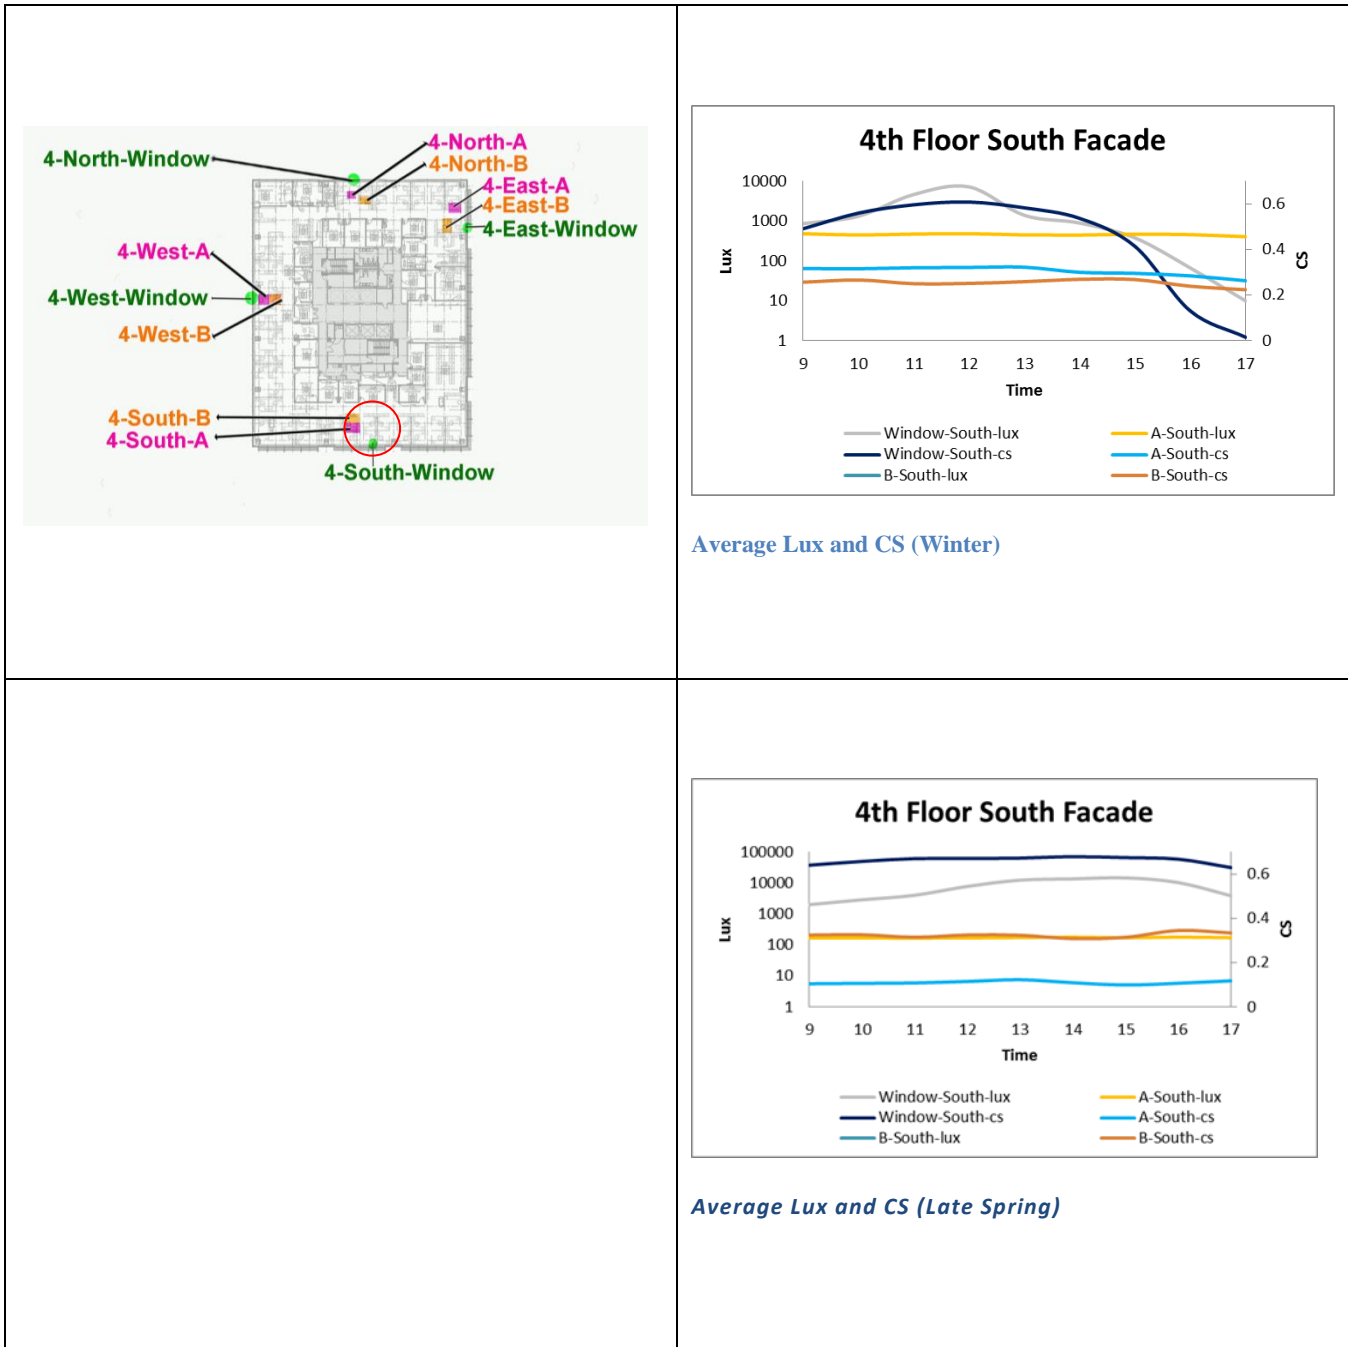 4-North-Window
4-North-A
4-North-B
4-East-A
4-East-B
4-East-Window
4-West-A
4-West-Window
4-West-B
4-South-B
4-South-A
4-South-Window
4th Floor South Facade
10000
1000
100
10
1
Lux
0.6
0.4
0.2
0
CS
9 10 11 12 13 14 15 16 17
Time
Window-South-lux A-South-lux
Window-South-cs A-South-cs
B-South-lux B-South-cs
Average Lux and CS (Winter)
4th Floor South Facade
100000
10000
1000
100
10
1
Lux
0.6
0.4
0.2
0
CS
9 10 11 12 13 14 15 16 17
Time
Window-South-lux A-South-lux
Window-South-cs A-South-cs
B-South-lux B-South-cs
Average Lux and CS (Late Spring)